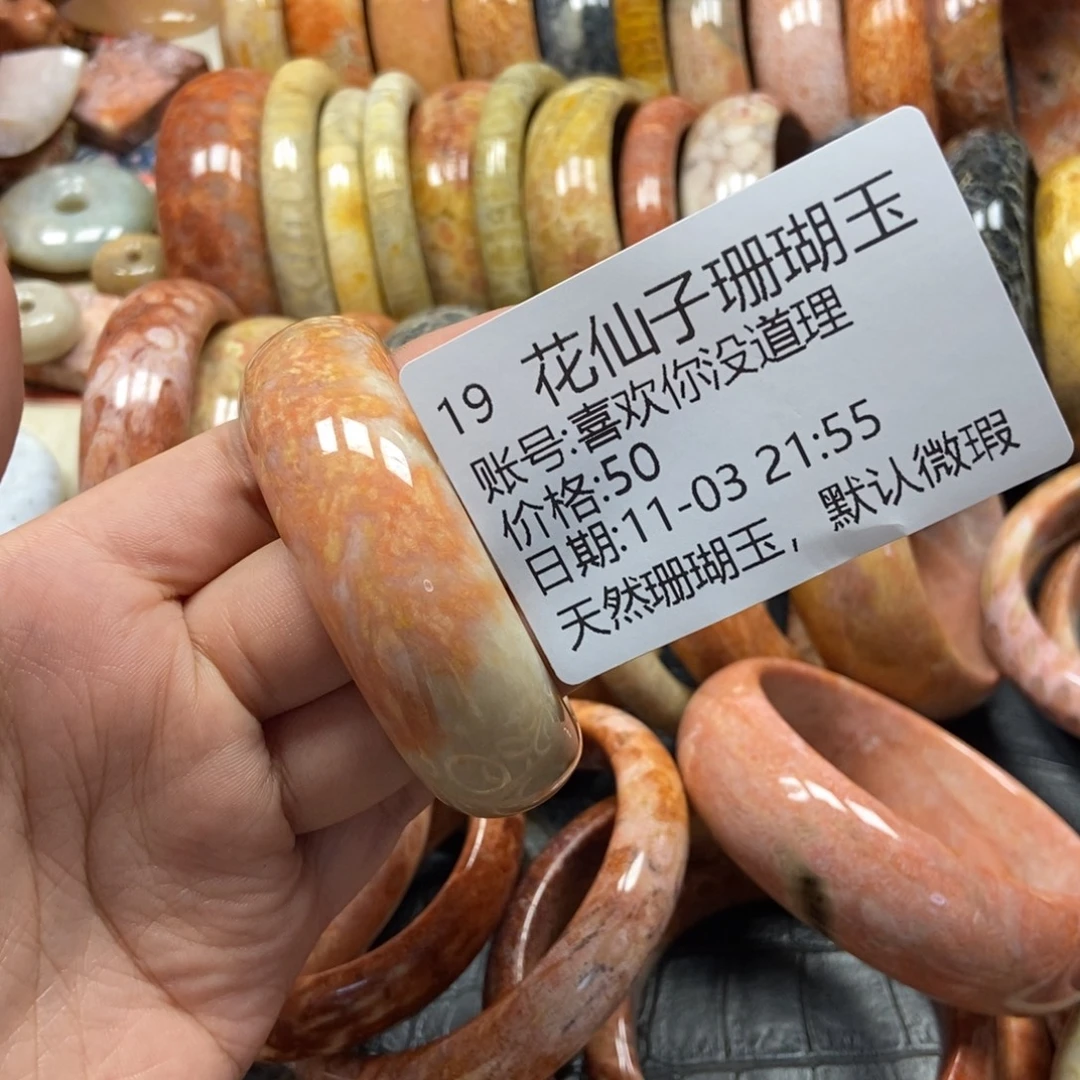 19 花仙子珊瑚玉
账号:喜欢你没道理
价格:50
日期:11-03 21:55
天然珊瑚玉，默认微瑕